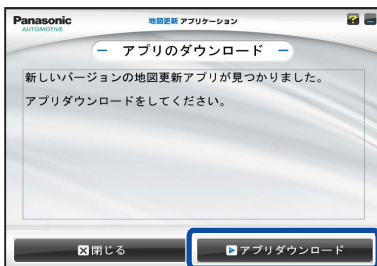 Panasonic
AUTOMOTIVE
地図更新 アプリケーション
?
アプリのダウンロード
新しいバージョンの地図更新アプリが見つかりました。
アプリダウンロードをしてください。
閉じる
アプリダウンロード